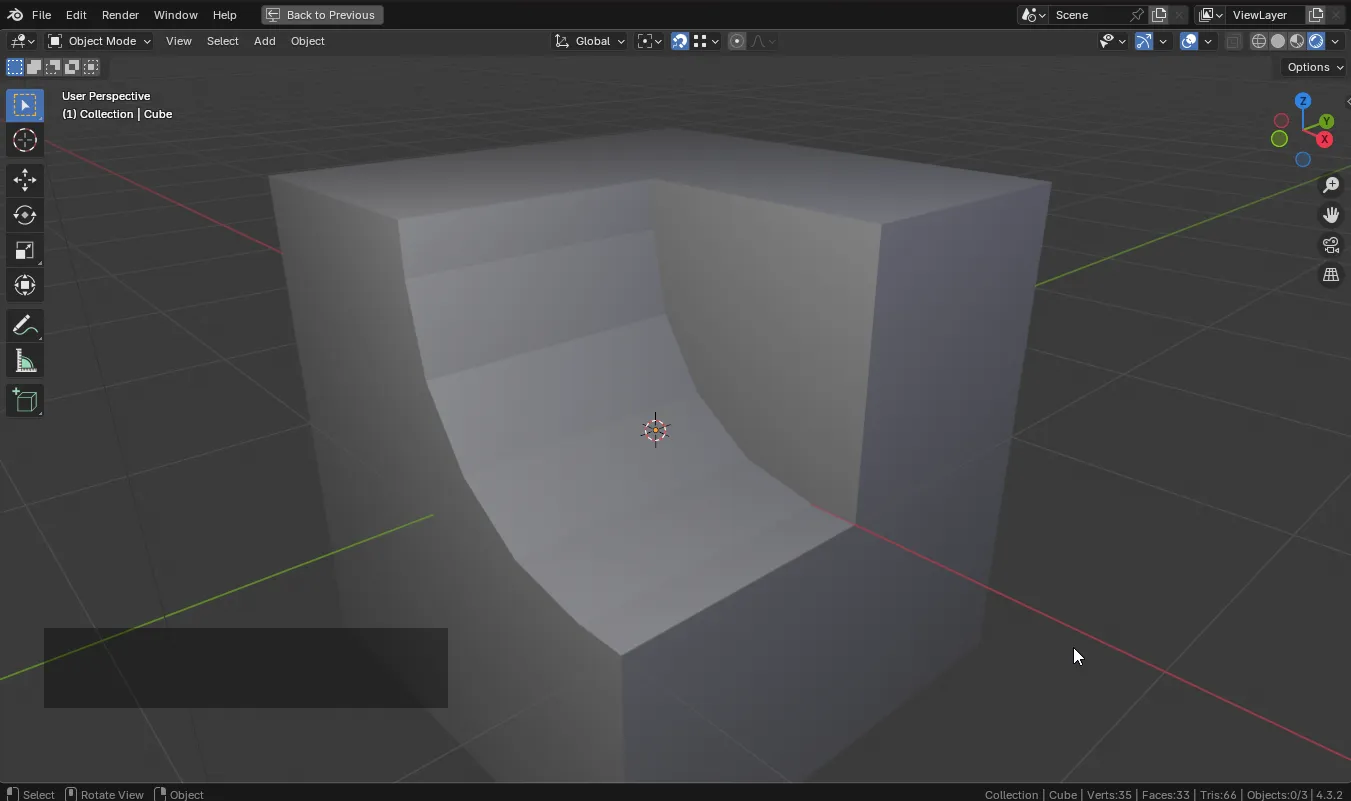 File Edit Render Window Help Back to Previous Scene ViewLayer
Object Mode View Select Add Object Global
Options
User Perspective
(1) Collection | Cube
Z
Y
X
Select Rotate View Object Collection | Cube | Verts:35 | Faces:33 | Tris:66 | Objects:0/3 | 4.3.2